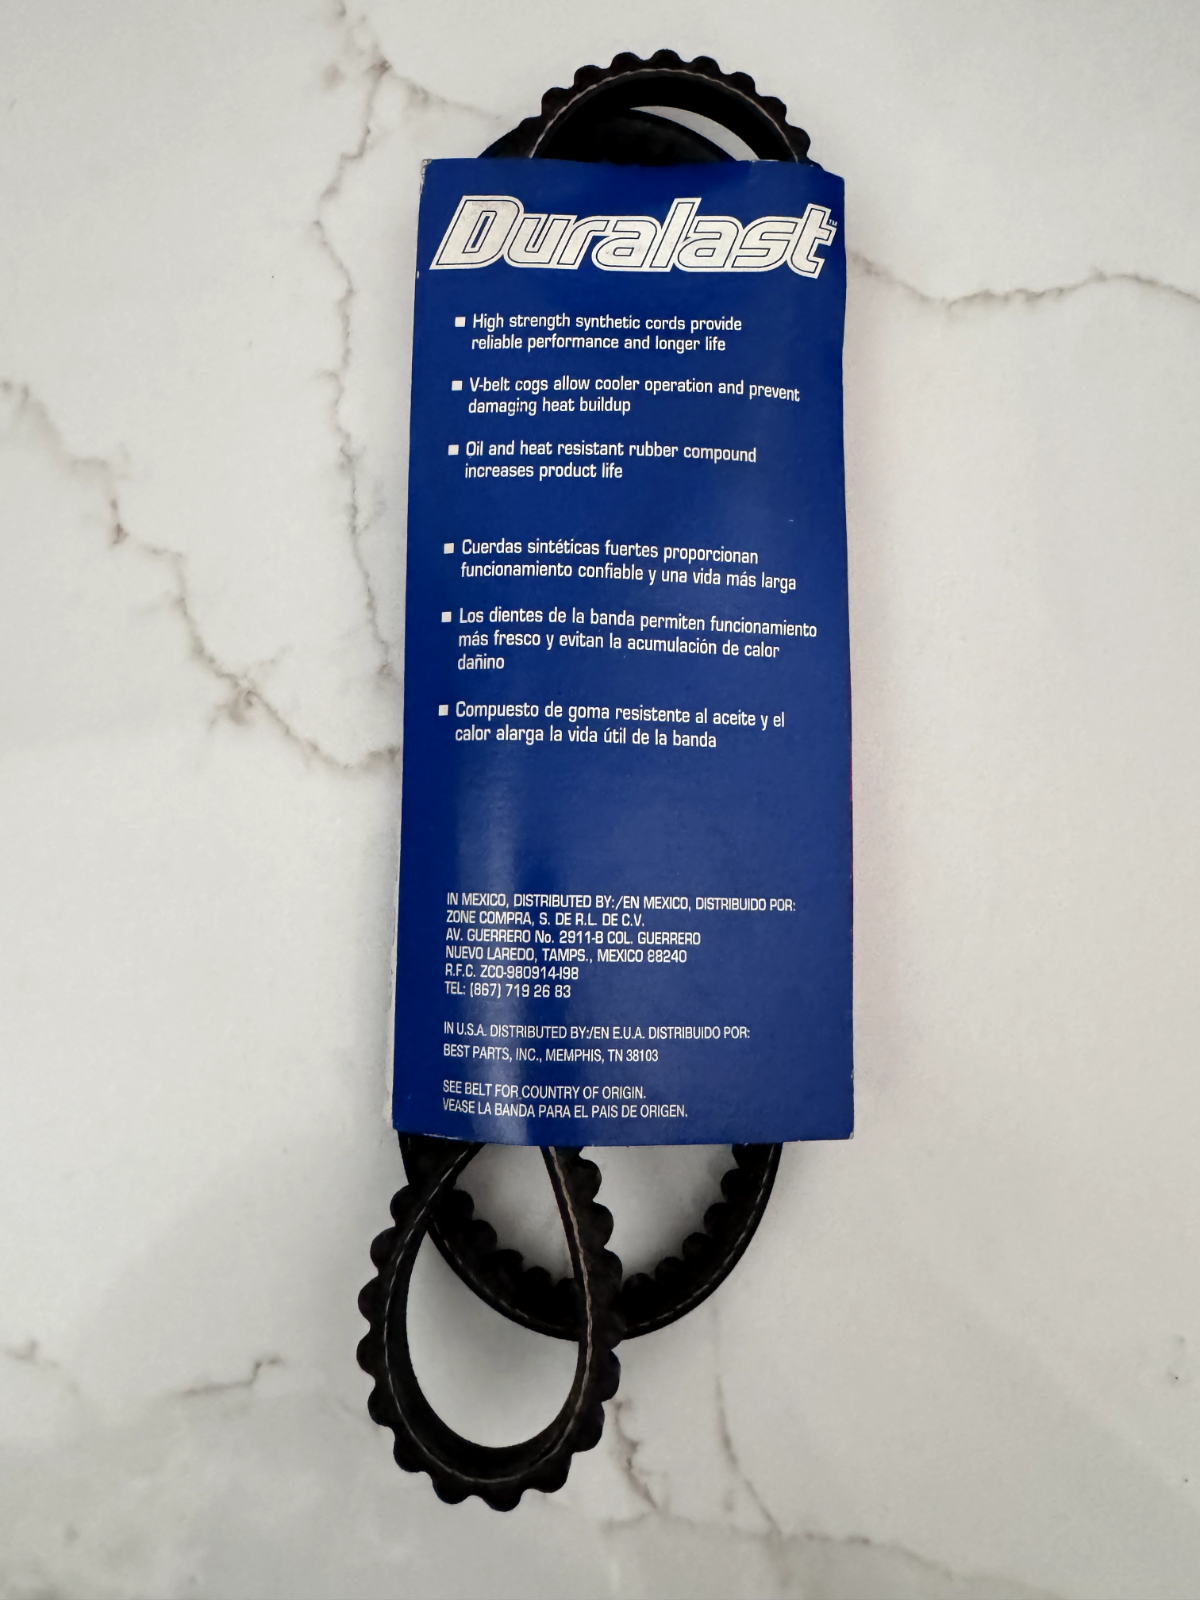 Duralast™
■ High strength synthetic cords provide
reliable performance and longer life
■ V-belt cogs allow cooler operation and prevent
damaging heat buildup
■ Oil and heat resistant rubber compound
increases product life
■ Cuerdas sintéticas fuertes proporcionan
funcionamiento confiable y una vida más larga
■ Los dientes de la banda permiten funcionamiento
más fresco y evitan la acumulación de calor
dañino
■ Compuesto de goma resistente al aceite y el
calor alarga la vida útil de la banda
IN MEXICO, DISTRIBUTED BY:/EN MEXICO, DISTRIBUIDO POR:
ZONE COMPRA, S. DE R.L. DE C.V.
AV. GUERRERO No. 2911-B COL. GUERRERO
NUEVO LAREDO, TAMPS., MEXICO 88240
R.F.C. ZCO-980914-I98
TEL: (867) 719 26 83
IN U.S.A. DISTRIBUTED BY:/EN E.U.A. DISTRIBUIDO POR:
BEST PARTS, INC., MEMPHIS, TN 38103
SEE BELT FOR COUNTRY OF ORIGIN.
VEASE LA BANDA PARA EL PAIS DE ORIGEN.